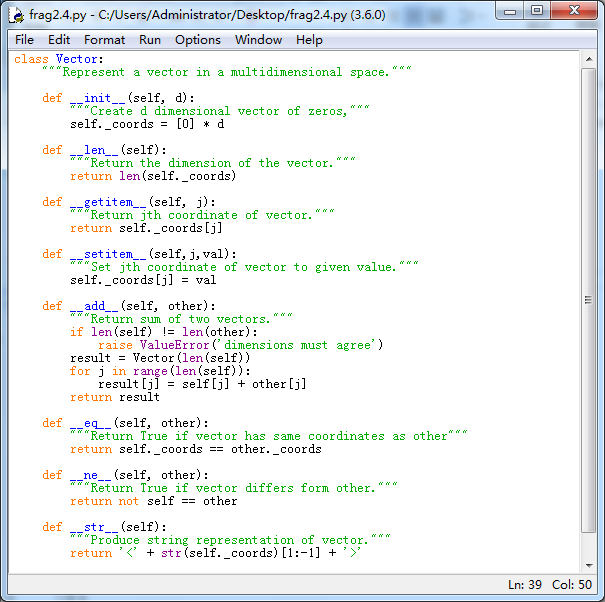 frag2.4.py - C:/Users/Administrator/Desktop/frag2.4.py (3.6.0)
File Edit Format Run Options Window Help
class Vector:
    """Represent a vector in a multidimensional space."""

    def __init__(self, d):
        """Create d dimensional vector of zeros,"""
        self._coords = [0] * d

    def __len__(self):
        """Return the dimension of the vector."""
        return len(self._coords)

    def __getitem__(self, j):
        """Return jth coordinate of vector."""
        return self._coords[j]

    def __setitem__(self,j,val):
        """Set jth coordinate of vector to given value."""
        self._coords[j] = val

    def __add__(self, other):
        """Return sum of two vectors."""
        if len(self) != len(other):
            raise ValueError('dimensions must agree')
        result = Vector(len(self))
        for j in range(len(self)):
            result[j] = self[j] + other[j]
        return result

    def __eq__(self, other):
        """Return True if vector has same coordinates as other"""
        return self._coords == other._coords

    def __ne__(self, other):
        """Return True if vector differs form other."""
        return not self == other

    def __str__(self):
        """Produce string representation of vector."""
        return '<' + str(self._coords)[1:-1] + '>'
Ln: 39 Col: 50